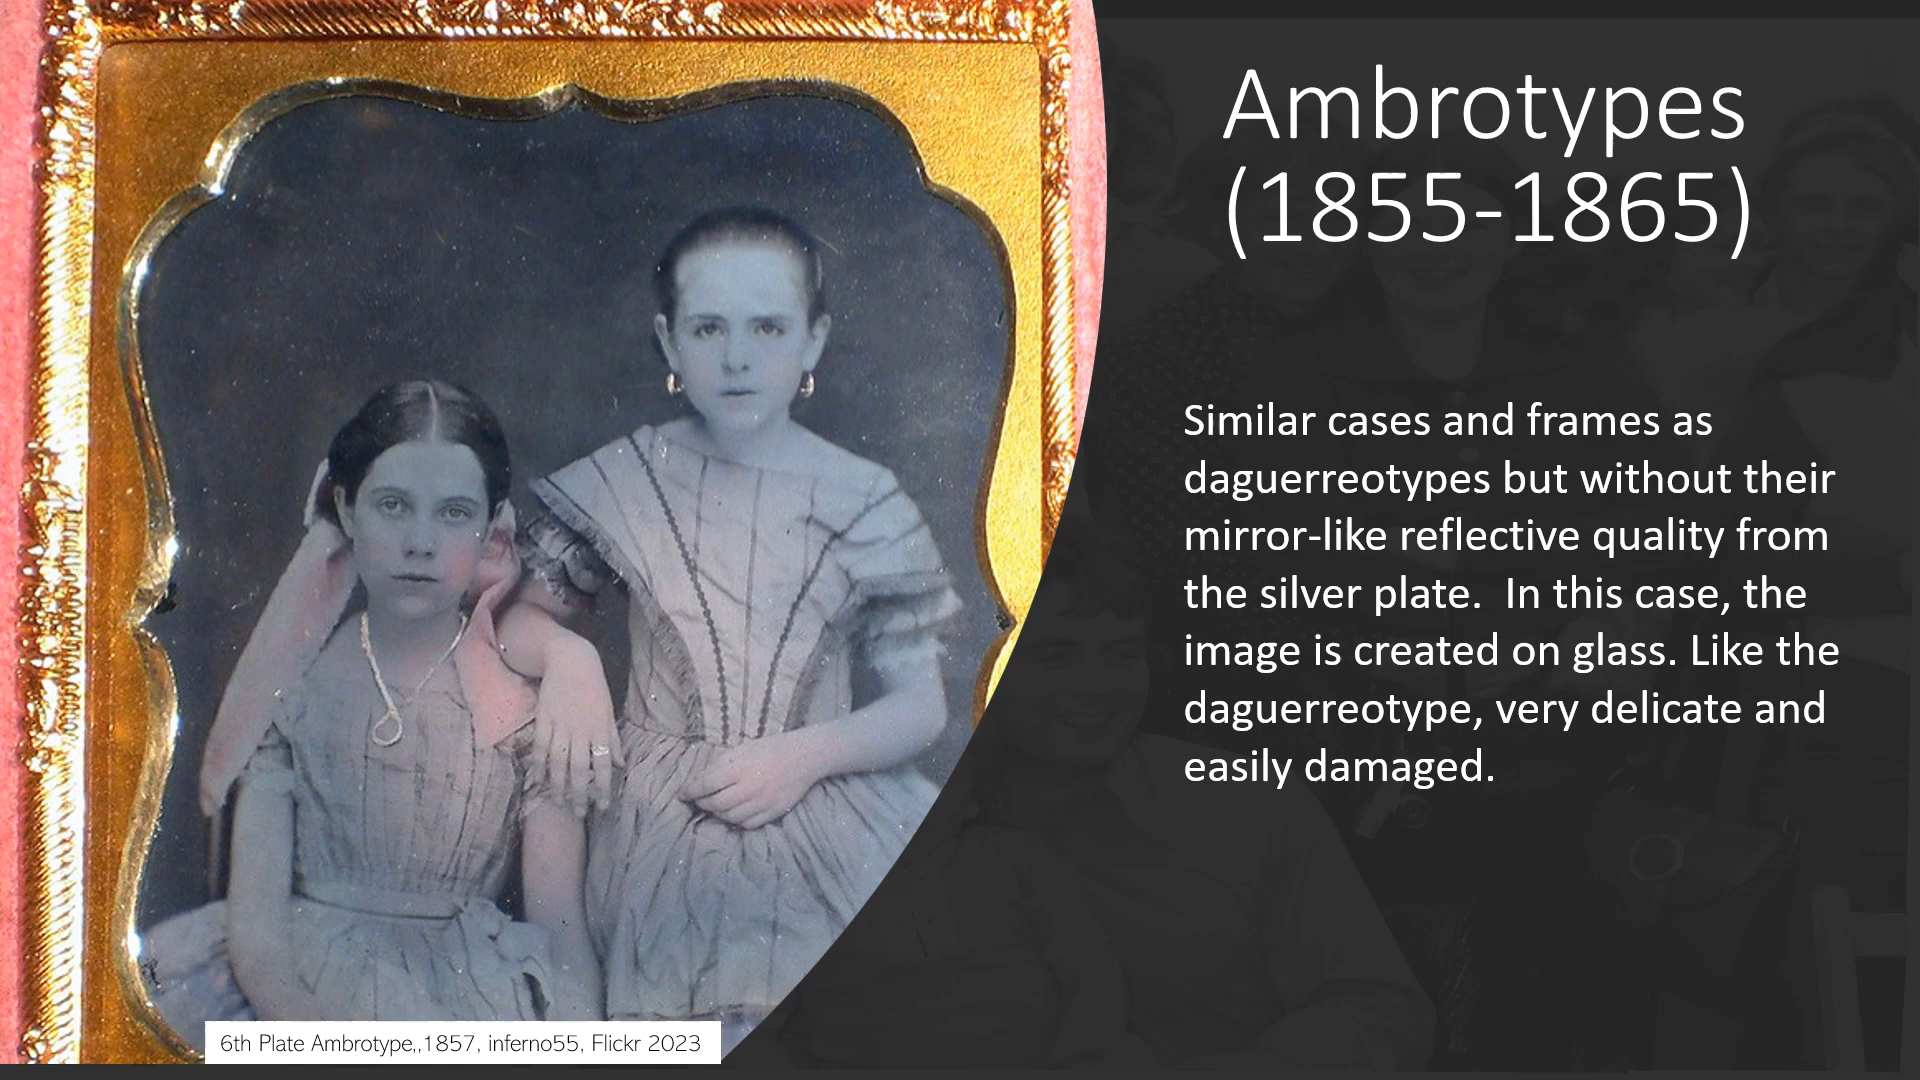 Ambrotypes
(1855-1865)
Similar cases and frames as
daguerreotypes but without their
mirror-like reflective quality from
the silver plate.  In this case, the
image is created on glass. Like the
daguerreotype, very delicate and
easily damaged.
6th Plate Ambrotype,,1857, inferno55, Flickr 2023